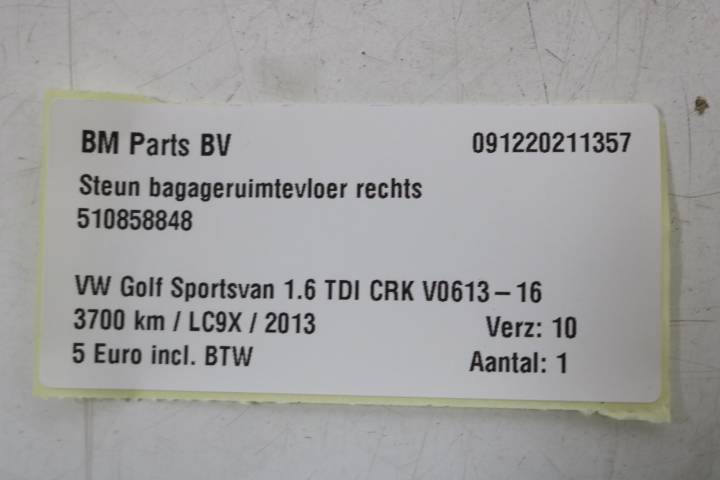 BM Parts BV 091220211357
Steun bagageruimtevloer rechts
510858848
VW Golf Sportsvan 1.6 TDI CRK V0613-16
3700 km / LC9X / 2013 Verz: 10
5 Euro incl. BTW Aantal: 1